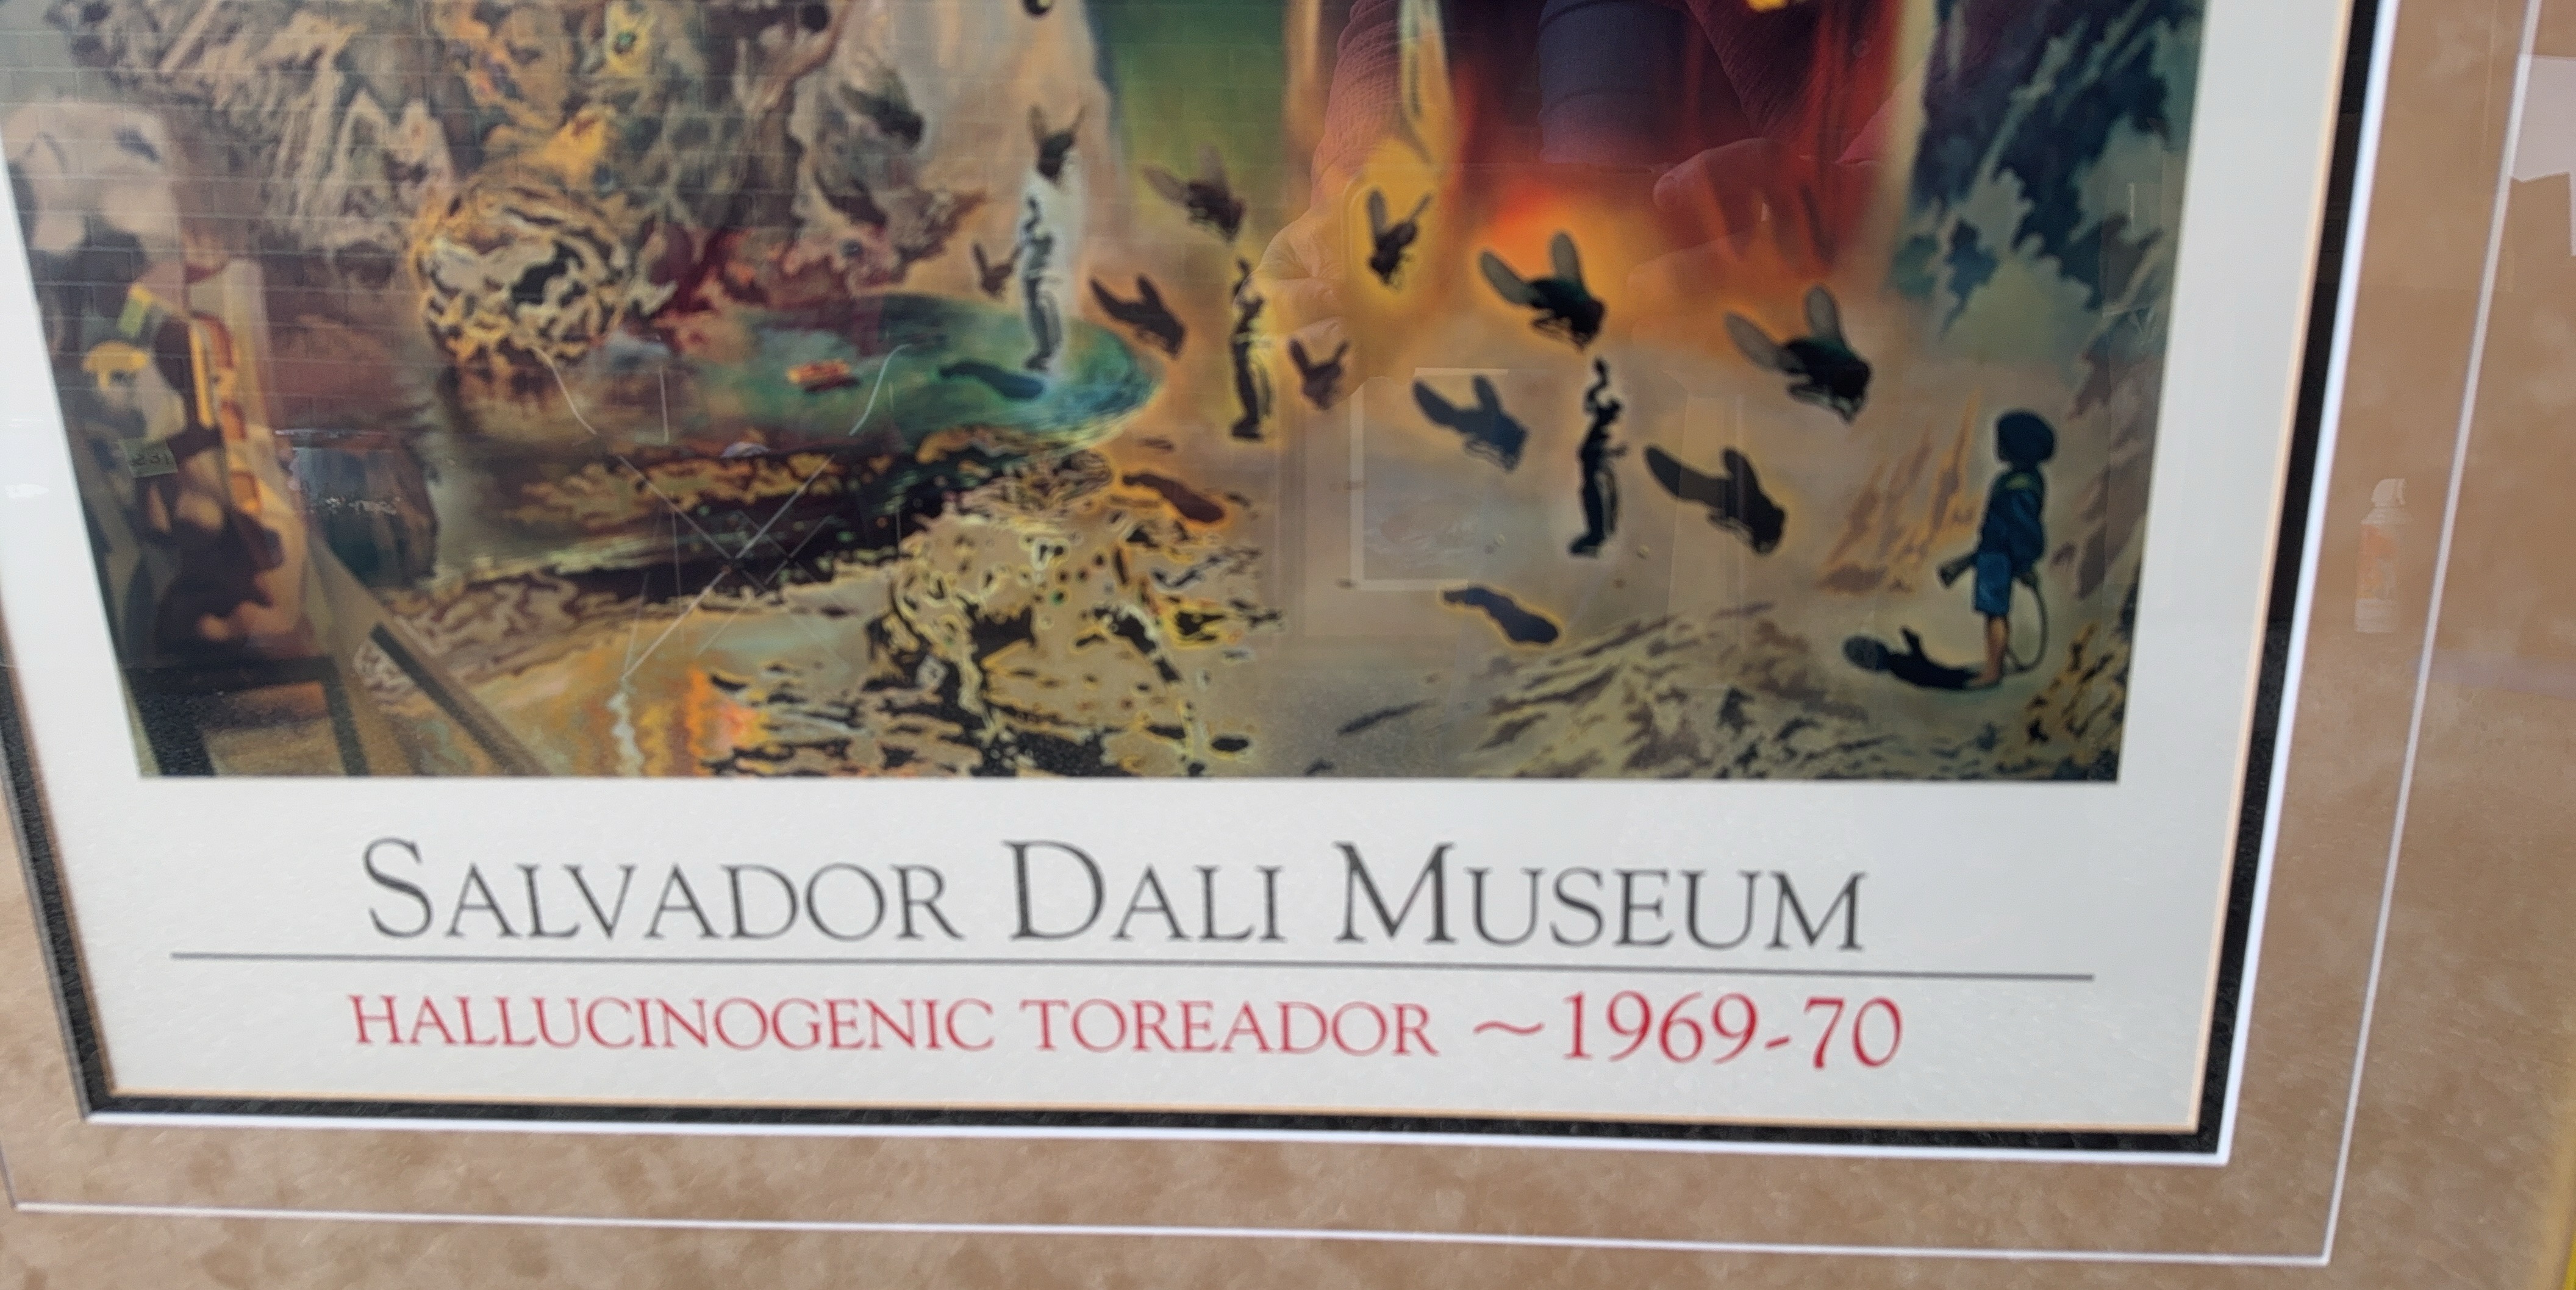 SALVADOR DALI MUSEUM
HALLUCINOGENIC TOREADOR ~1969-70